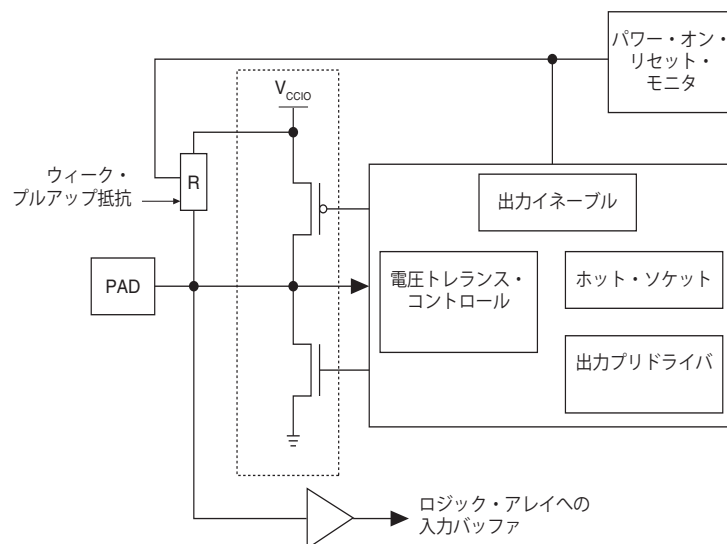 パワー・オン・
リセット・
モニタ
VCCIO
ウィーク・
プルアップ抵抗
R
出力イネーブル
PAD
電圧トレランス・
コントロール
ホット・ソケット
出力プリドライバ
ロジック・アレイへの
入力バッファ